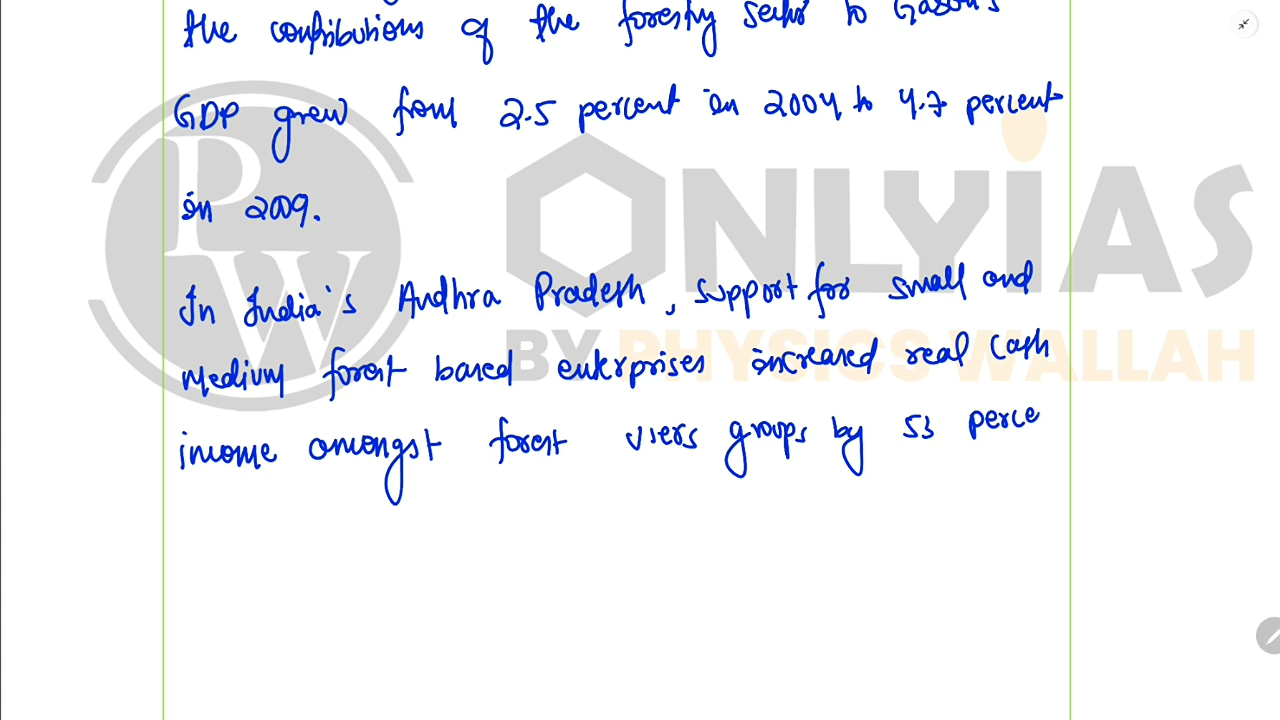 the contributions of the forestry sector to Gabon's
GDP grew from 2.5 percent in 2004 to 4.7 percent
in 2009.
In India's Andhra Pradesh, support for small and
medium forest based enterprises increased real cash
income amongst forest users groups by 53 perce
PW
ONLYIAS
BY PHYSICS WALLAH